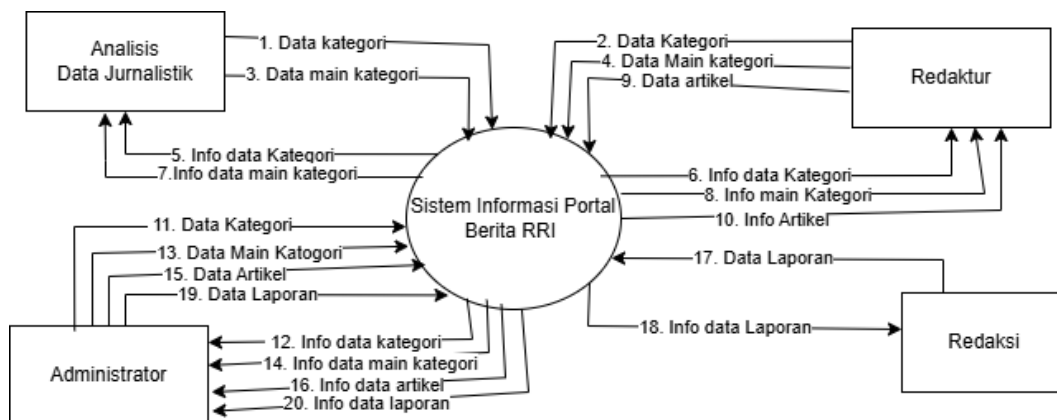 Analisis
Data Jurnalistik
1. Data kategori
3. Data main kategori
5. Info data Kategori
7.Info data main kategori
2. Data Kategori
4. Data Main kategori
9. Data artikel
Redaktur
6. Info data Kategori
8. Info main Kategori
10. Info Artikel
Sistem Informasi Portal
Berita RRI
11. Data Kategori
13. Data Main Katogori
15. Data Artikel
19. Data Laporan
17. Data Laporan
18. Info data Laporan
Redaksi
Administrator
12. Info data kategori
14. Info data main kategori
16. Info data artikel
20. Info data laporan